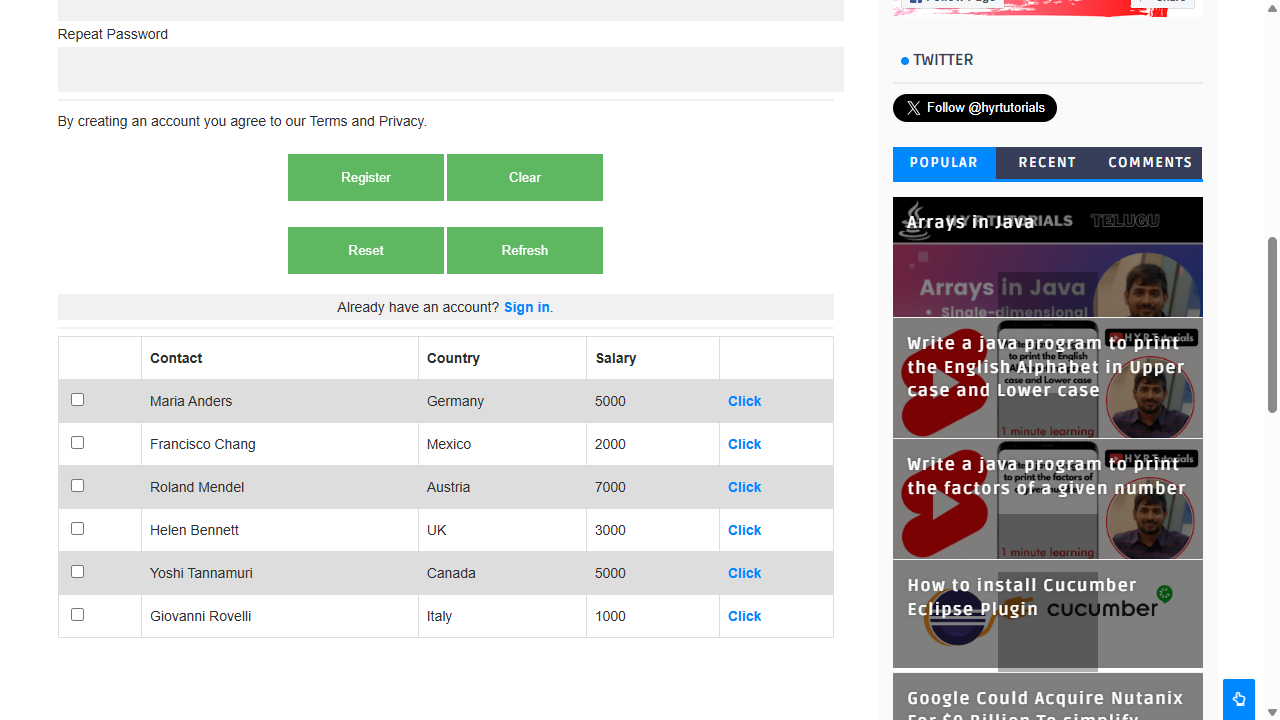 Repeat Password
By creating an account you agree to our Terms and Privacy.
Register Clear
Reset Refresh
Already have an account? Sign in.
Contact Country Salary
Maria Anders Germany 5000 Click
Francisco Chang Mexico 2000 Click
Roland Mendel Austria 7000 Click
Helen Bennett UK 3000 Click
Yoshi Tannamuri Canada 5000 Click
Giovanni Rovelli Italy 1000 Click
TWITTER
Follow @hyrtutorials
POPULAR RECENT COMMENTS
TELUGU
Arrays in Java
Arrays in Java
• Single-dimensional
Write a java program to print
the English Alphabet in Upper
case and Lower case
1 minute learning
Write a java program to print
the factors of a given number
1 minute learning
How to install Cucumber
Eclipse Plugin
cucumber
Google Could Acquire Nutanix
For $9 Billion To simplify